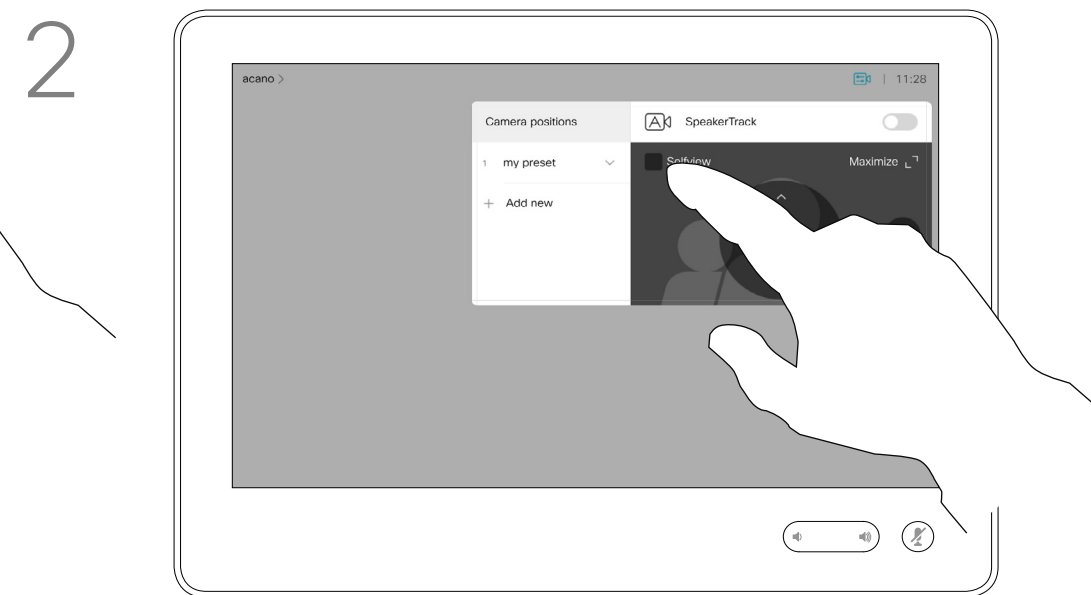 2
acano >
11:28
Camera positions
SpeakerTrack
1 my preset
Selfview
Maximize
+ Add new